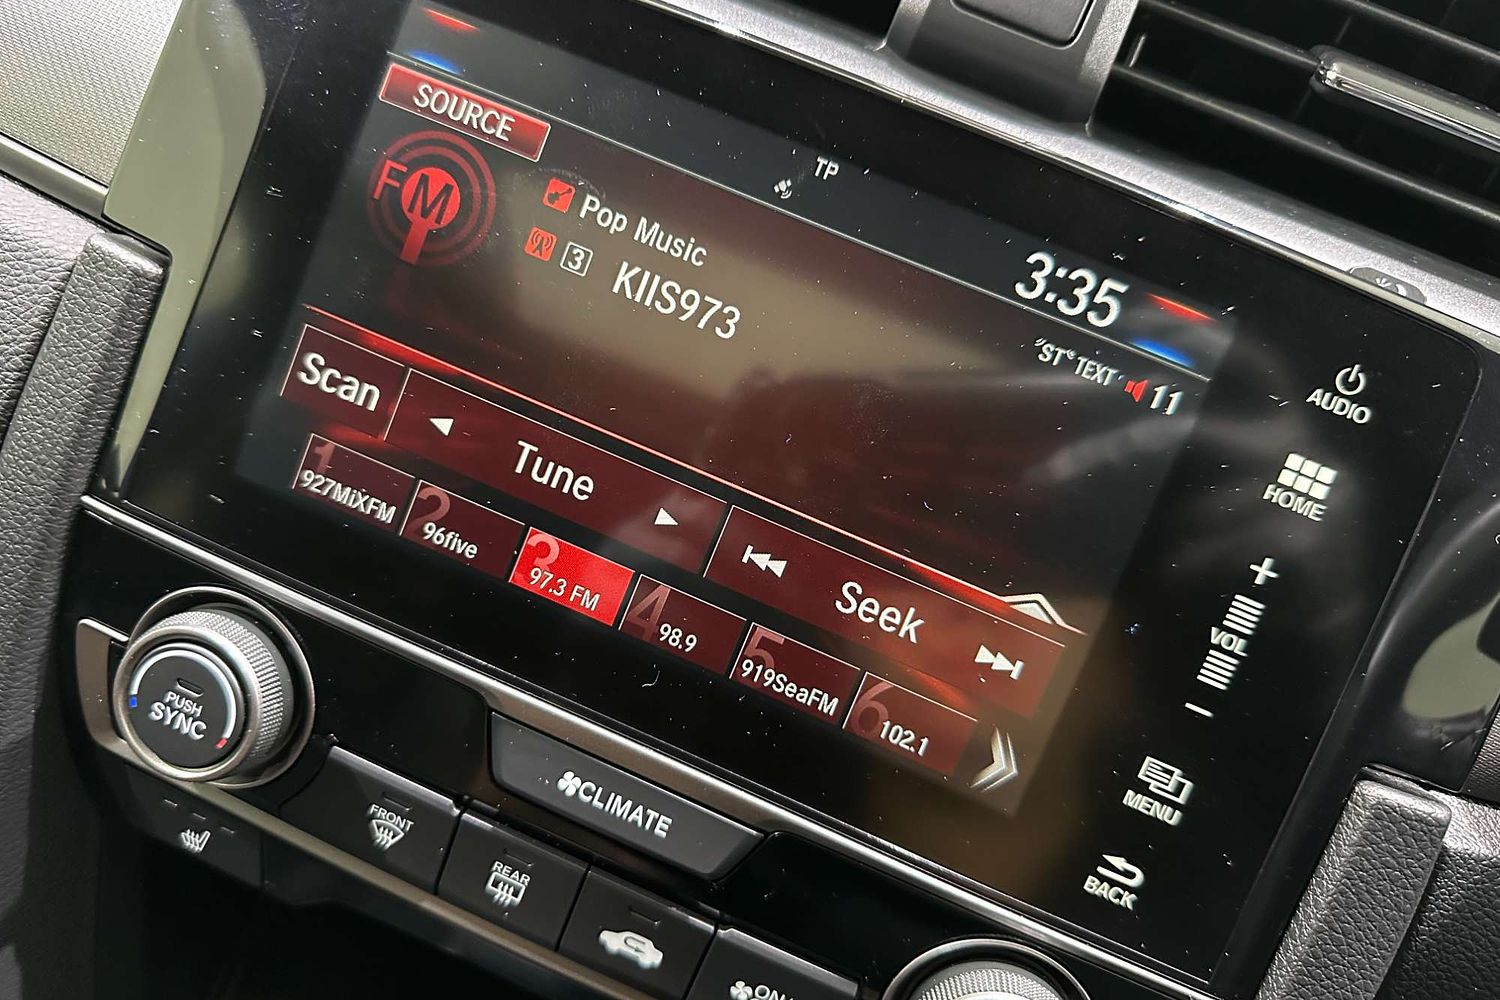 SOURCE
TP
FM
Pop Music
3:35
3
KIIS973
ST TEXT 11
AUDIO
Scan
Tune
Seek
HOME
1 927MiXFM
2 96five
3 97.3 FM
4 98.9
5 919SeaFM
6 102.1
+
VOL
-
MENU
BACK
PUSH
SYNC
CLIMATE
FRONT
REAR